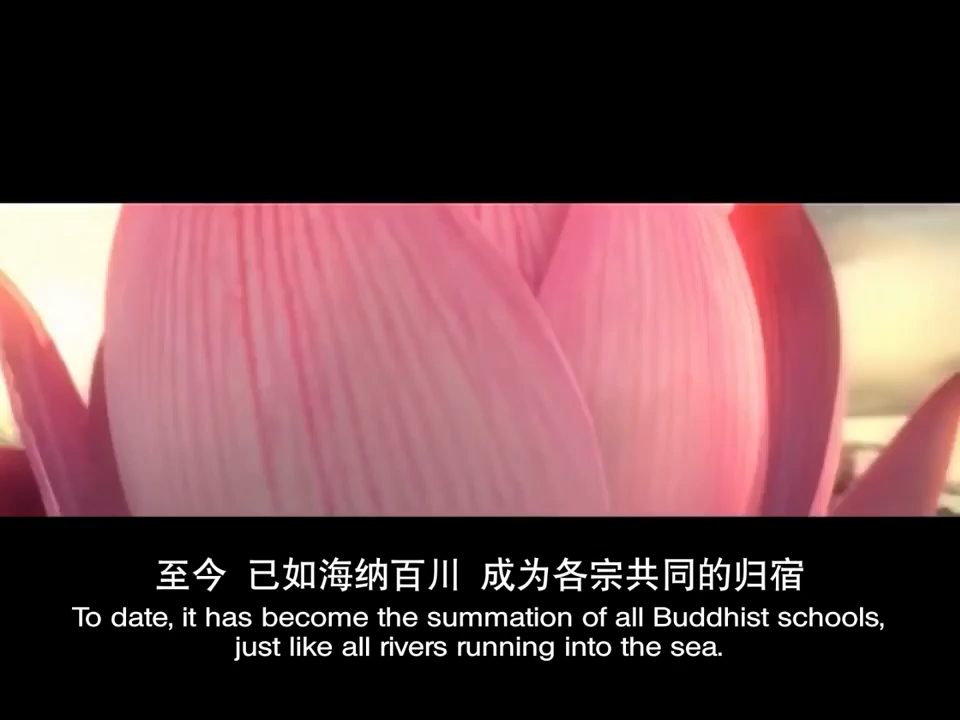 至今 已如海纳百川 成为各宗共同的归宿
To date, it has become the summation of all Buddhist schools,
just like all rivers running into the sea.